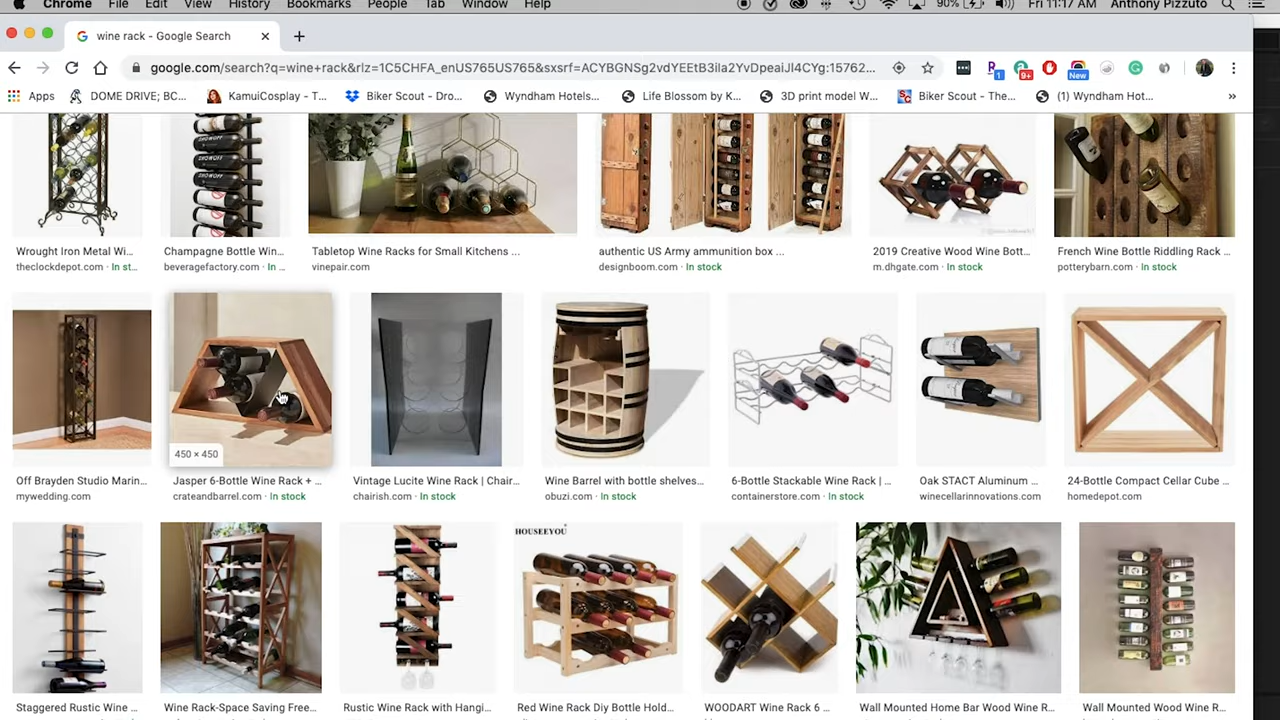 Chrome File Edit View History Bookmarks People Tab Window Help 90% Fri 11:17 AM Anthony Pizzuto
wine rack - Google Search
google.com/search?q=wine+rack&rlz=1C5CHFA_enUS765US765&sxsrf=ACYBGNSg2vdYEEtB3ila2YvDpeaiJl4CYg:15762...
1 9+ New
Apps DOME DRIVE; BC... KamuiCosplay - T... Biker Scout - Dro... Wyndham Hotels... Life Blossom by K... 3D print model W... Biker Scout - The... (1) Wyndham Hot... »
Wrought Iron Metal Wi... Champagne Bottle Win... Tabletop Wine Racks for Small Kitchens ... authentic US Army ammunition box ... 2019 Creative Wood Wine Bott... French Wine Bottle Riddling Rack ...
theclockdepot.com · In st... beveragefactory.com · In ... vinepair.com designboom.com · In stock m.dhgate.com · In stock potterybarn.com · In stock
450 × 450
Off Brayden Studio Marin... Jasper 6-Bottle Wine Rack + ... Vintage Lucite Wine Rack | Chair... Wine Barrel with bottle shelves... 6-Bottle Stackable Wine Rack | ... Oak STACT Aluminum ... 24-Bottle Compact Cellar Cube ...
mywedding.com crateandbarrel.com · In stock chairish.com · In stock obuzi.com · In stock containerstore.com · In stock winecellarinnovations.com homedepot.com
HOUSEEYOU
Staggered Rustic Wine ... Wine Rack-Space Saving Free... Rustic Wine Rack with Hangi... Red Wine Rack Diy Bottle Hold... WOODART Wine Rack 6 ... Wall Mounted Home Bar Wood Wine R... Wall Mounted Wood Wine R...